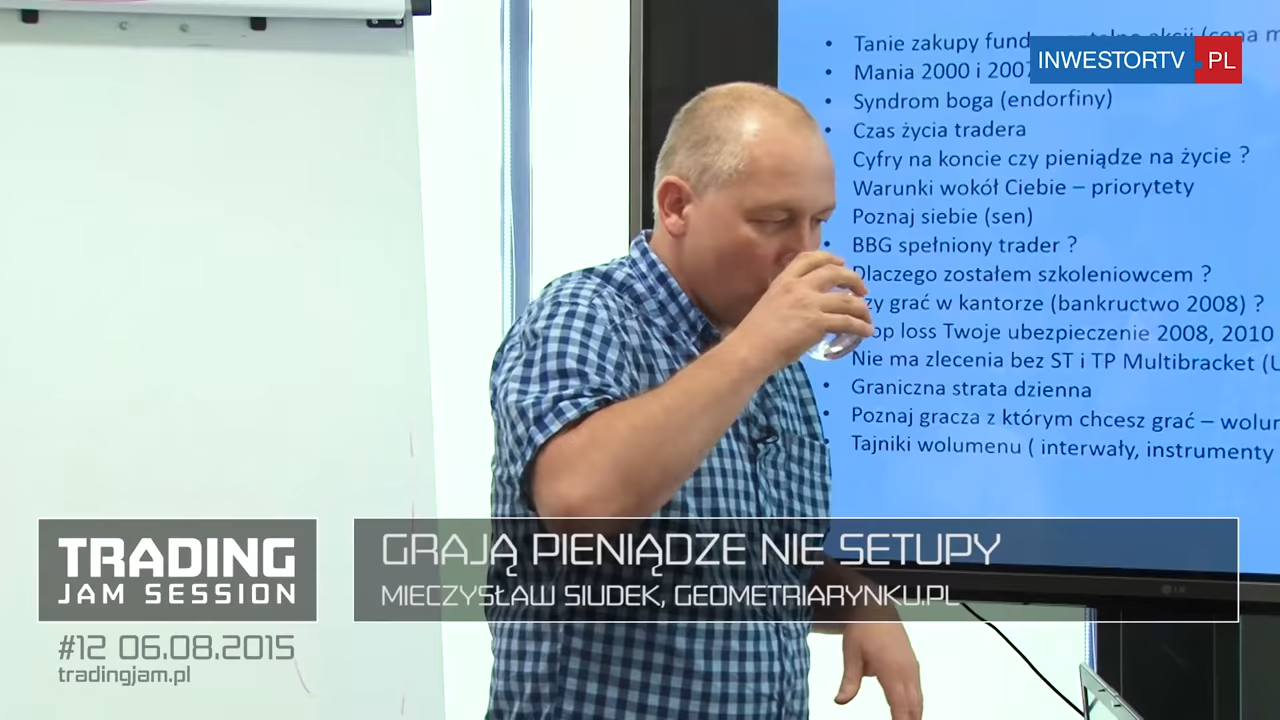 Tanie zakupy akcji (cena
INWESTORTV.PL
Mania 2000 i 2007
Syndrom boga (endorfiny)
Czas życia tradera
Cyfry na koncie czy pieniądze na życie ?
Warunki wokół Ciebie – priorytety
Poznaj siebie (sen)
BBG spełniony trader ?
Dlaczego zostałem szkoleniowcem ?
grać w kantorze (bankructwo 2008) ?
loss Twoje ubezpieczenie 2008, 2010
Nie ma zlecenia bez ST i TP Multibracket
Graniczna strata dzienna
Poznaj gracza z którym chcesz grać –
Tajniki wolumenu ( interwały, instrumenty
TRADING
JAM SESSION
GRAJĄ PIENIĄDZE NIE SETUPY
MIECZYSŁAW SIUDEK, GEOMETRIARYNKU.PL
LG
#12 06.08.2015
tradingjam.pl